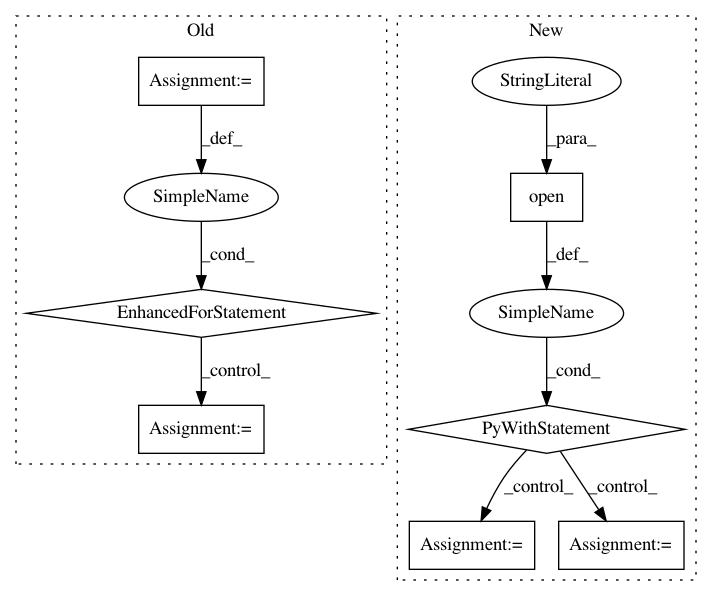 Old
Assignment:=
_def_
SimpleName
_cond_
EnhancedForStatement
_control_
Assignment:=
New
StringLiteral
_para_
open
_def_
SimpleName
_cond_
PyWithStatement
_control_
_control_
Assignment:=
Assignment:=